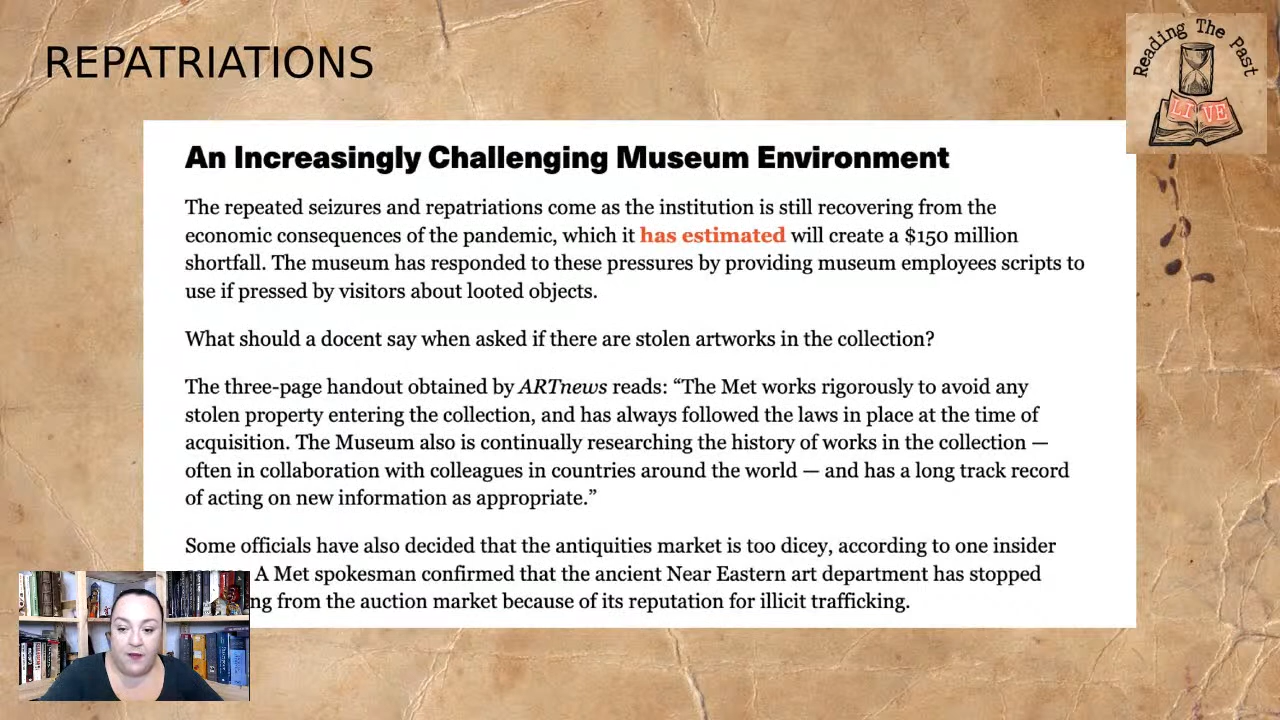 REPATRIATIONS
Reading The Past
LIVE
An Increasingly Challenging Museum Environment
The repeated seizures and repatriations come as the institution is still recovering from the
economic consequences of the pandemic, which it has estimated will create a $150 million
shortfall. The museum has responded to these pressures by providing museum employees scripts to
use if pressed by visitors about looted objects.
What should a docent say when asked if there are stolen artworks in the collection?
The three-page handout obtained by ARTnews reads: “The Met works rigorously to avoid any
stolen property entering the collection, and has always followed the laws in place at the time of
acquisition. The Museum also is continually researching the history of works in the collection —
often in collaboration with colleagues in countries around the world — and has a long track record
of acting on new information as appropriate.”
Some officials have also decided that the antiquities market is too dicey, according to one insider
A Met spokesman confirmed that the ancient Near Eastern art department has stopped
ng from the auction market because of its reputation for illicit trafficking.